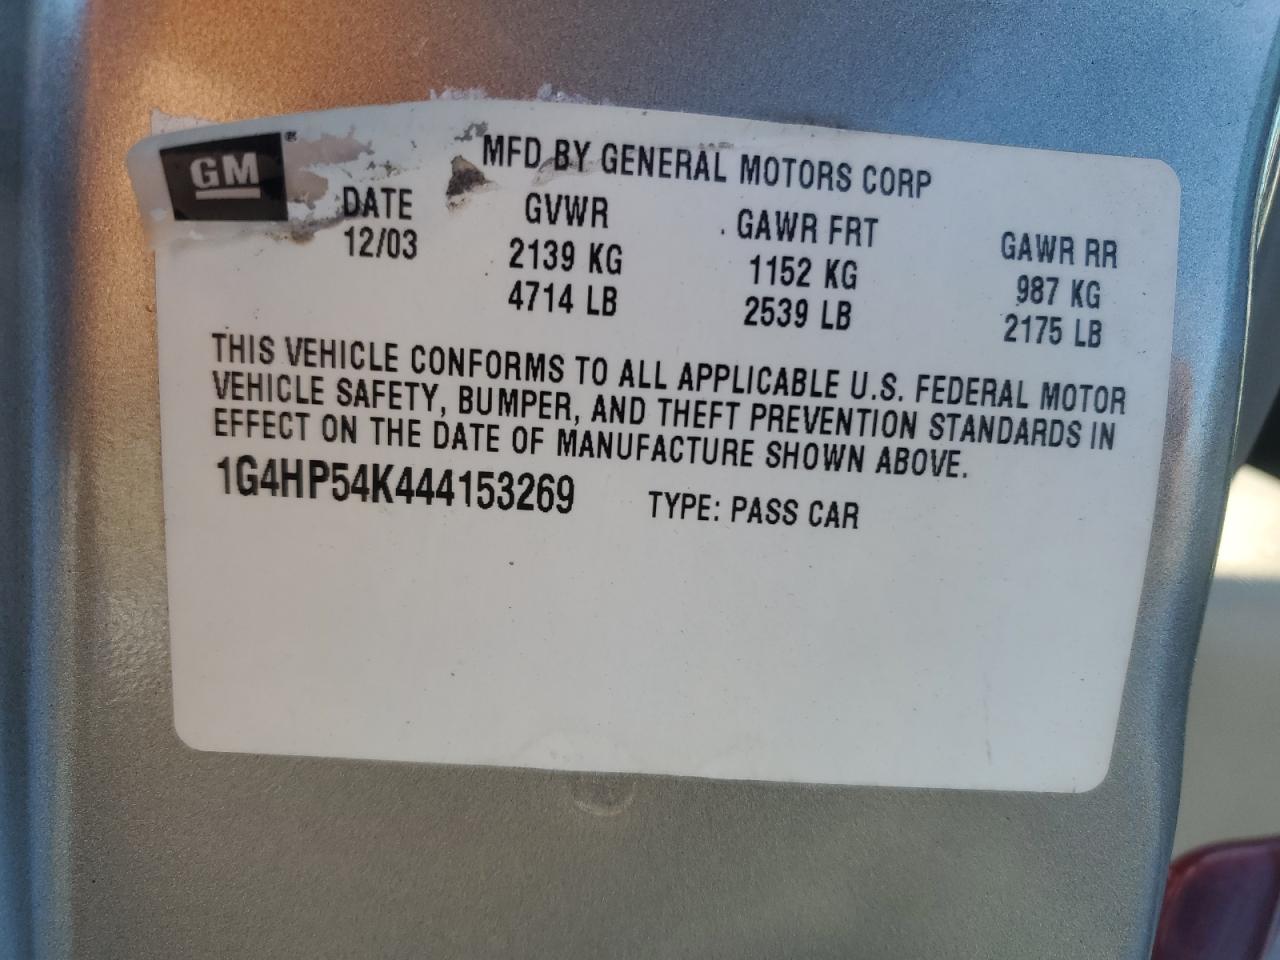 GM®
MFD BY GENERAL MOTORS CORP
DATE GVWR GAWR FRT GAWR RR
12/03 2139 KG 1152 KG 987 KG
4714 LB 2539 LB 2175 LB
THIS VEHICLE CONFORMS TO ALL APPLICABLE U.S. FEDERAL MOTOR
VEHICLE SAFETY, BUMPER, AND THEFT PREVENTION STANDARDS IN
EFFECT ON THE DATE OF MANUFACTURE SHOWN ABOVE.
1G4HP54K444153269 TYPE: PASS CAR